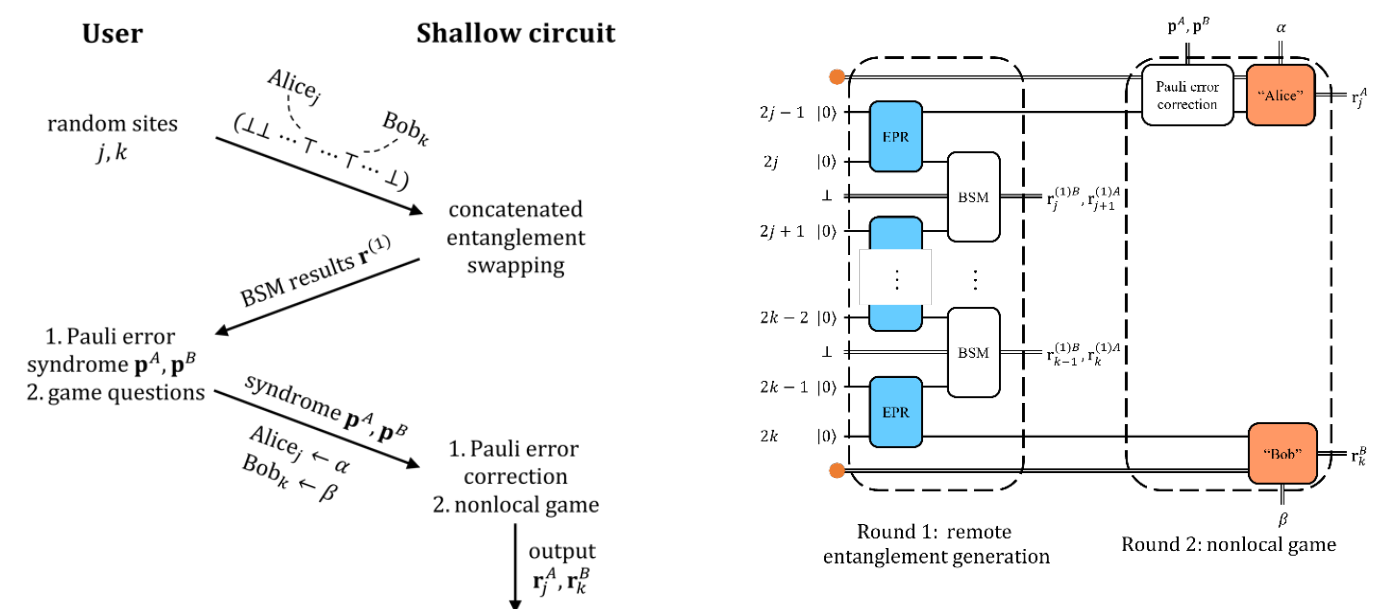 User
Shallow circuit
random sites
j, k
Alice_j
Bob_k
(⊥⊥ ⋯ ⊤ ⋯ ⊤ ⋯ ⊥)
concatenated
entanglement
swapping
BSM results r^(1)
1. Pauli error
syndrome p^A, p^B
2. game questions
syndrome p^A, p^B
Alice_j ← α
Bob_k ← β
1. Pauli error
correction
2. nonlocal game
output
r_j^A, r_k^B
p^A, p^B
α
Pauli error
correction
“Alice”
r_j^A
2j − 1 |0⟩
EPR
2j |0⟩
⊥
BSM
r_j^(1)B, r_{j+1}^(1)A
2j + 1 |0⟩
⋮
⋮
2k − 2 |0⟩
⊥
BSM
r_{k−1}^(1)B, r_k^(1)A
2k − 1 |0⟩
EPR
2k |0⟩
“Bob”
r_k^B
β
Round 1: remote
entanglement generation
Round 2: nonlocal game